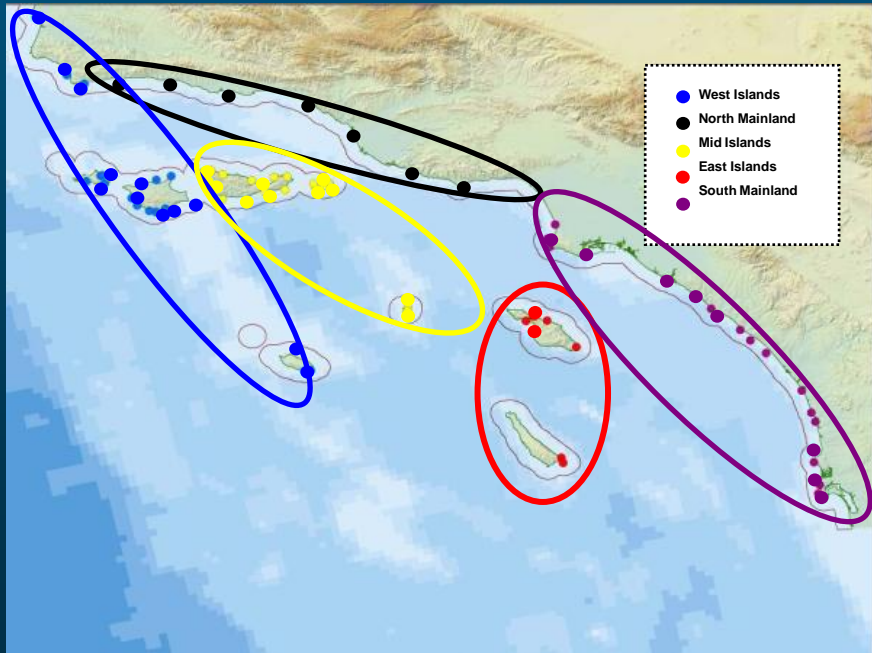 West Islands
North Mainland
Mid Islands
East Islands
South Mainland